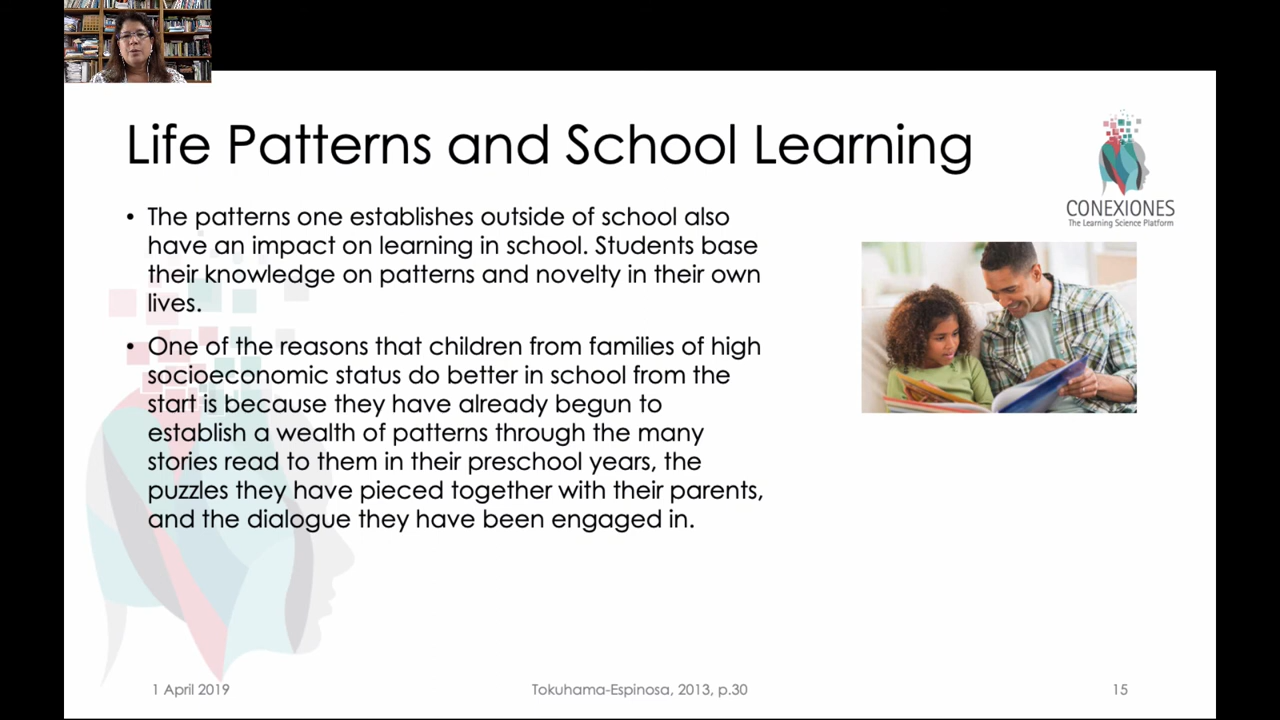 Life Patterns and School Learning
• The patterns one establishes outside of school also
have an impact on learning in school. Students base
their knowledge on patterns and novelty in their own
lives.
• One of the reasons that children from families of high
socioeconomic status do better in school from the
start is because they have already begun to
establish a wealth of patterns through the many
stories read to them in their preschool years, the
puzzles they have pieced together with their parents,
and the dialogue they have been engaged in.
CONEXIONES
The Learning Science Platform
1 April 2019
Tokuhama-Espinosa, 2013, p.30
15